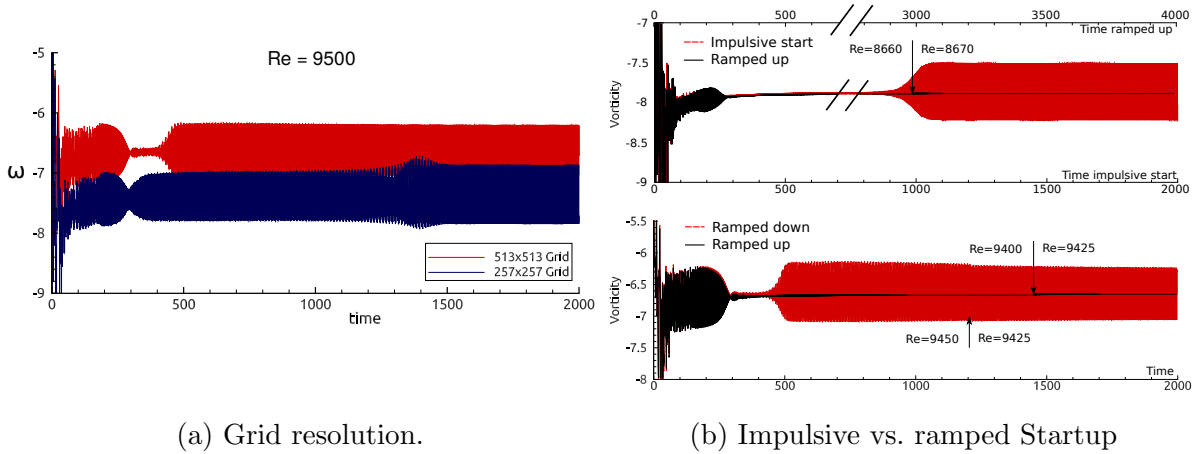 Re = 9500
-5
-6
-7
-8
-9
ω
0
500
1000
1500
2000
time
513x513 Grid
257x257 Grid
(a) Grid resolution.
0
500
3000
3500
4000
Time ramped up
Impulsive start
Ramped up
Re=8660
Re=8670
-7
-7.5
-8
-8.5
-9
Vorticity
Time impulsive start
0
500
1000
1500
2000
Ramped down
Ramped up
Re=9400
Re=9425
Re=9450
Re=9425
-5.5
-6
-6.5
-7
-7.5
-8
Vorticity
Time
0
500
1000
1500
2000
(b) Impulsive vs. ramped Startup